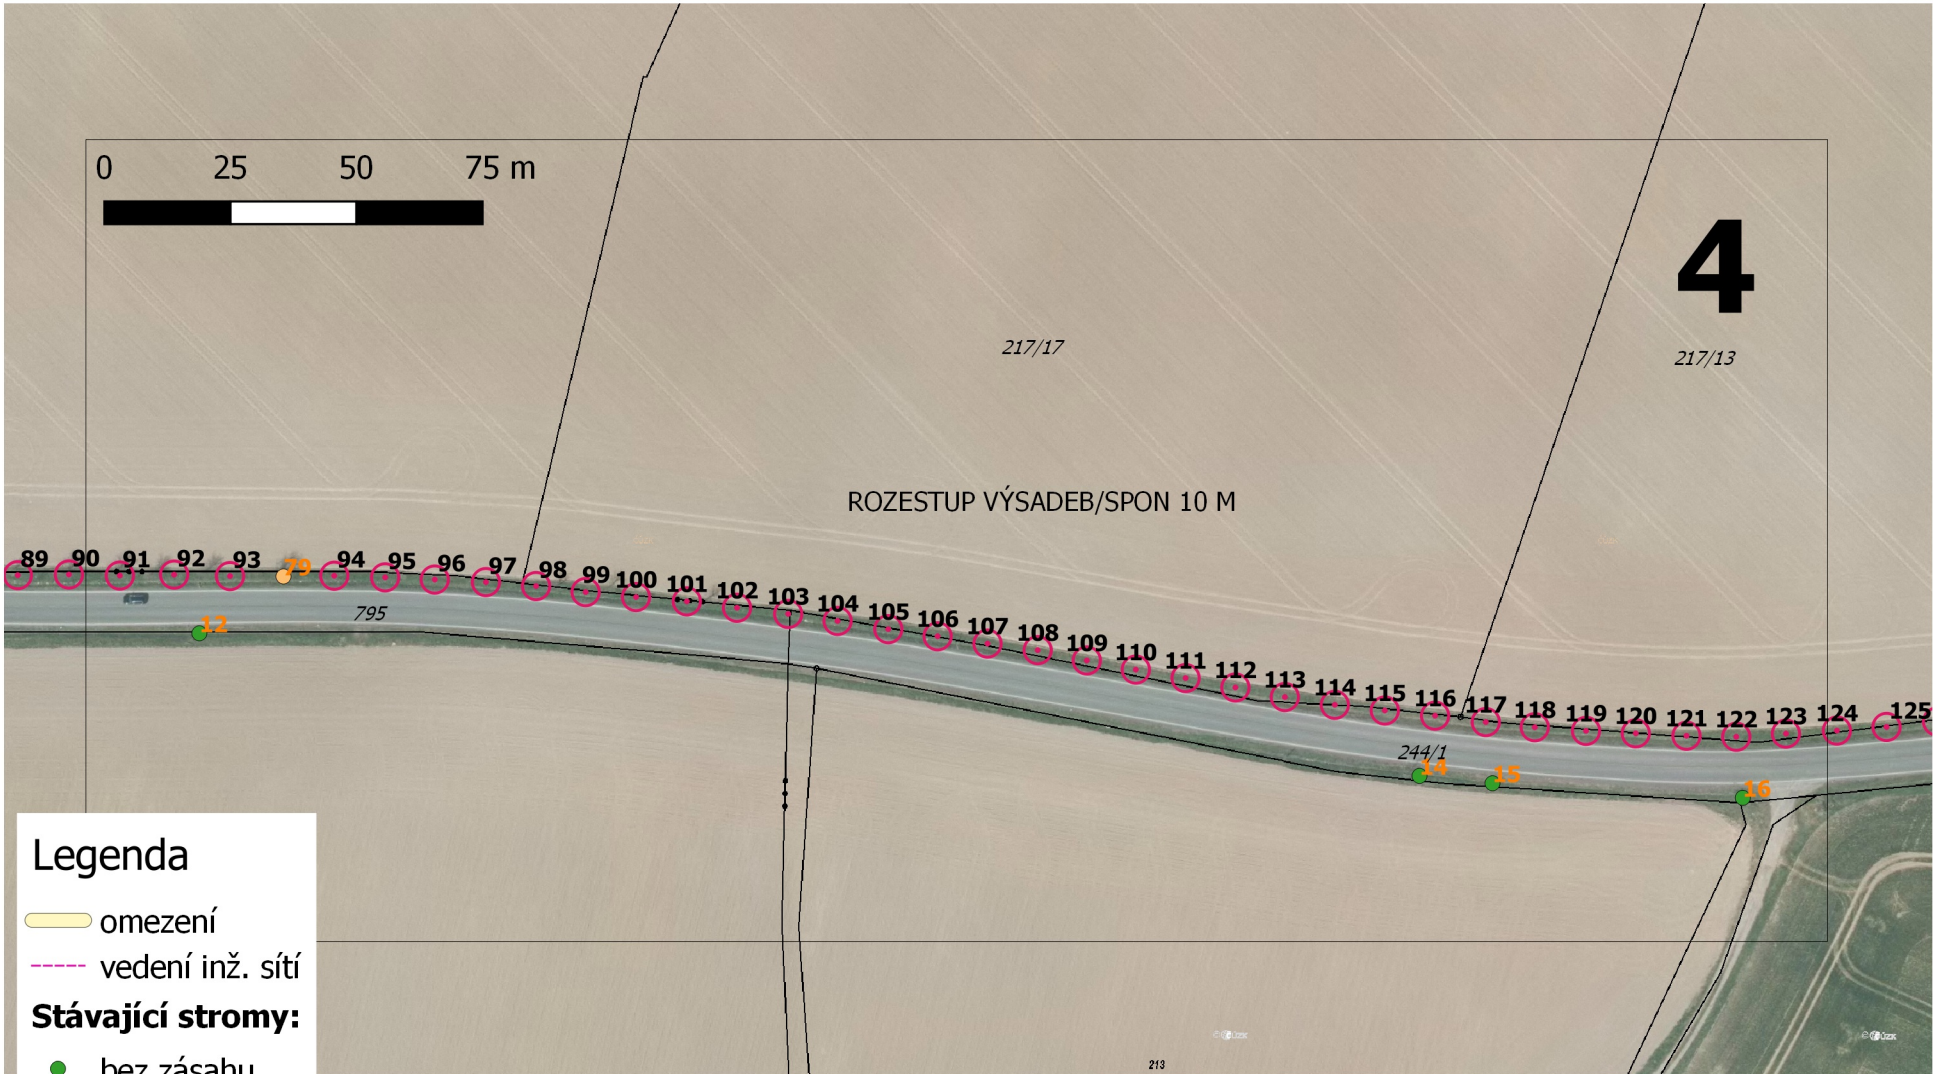 0 25 50 75 m
4
217/17
217/13
ROZESTUP VÝSADEB/SPON 10 M
89 90 91 92 93 79 94 95 96 97 98 99 100 101 102 103 104 105 106 107 108 109 110 111 112 113 114 115 116 117 118 119 120 121 122 123 124 125
12
795
244/1
14 15 16
Legenda
omezení
vedení inž. sítí
Stávající stromy:
bez zásahu
213